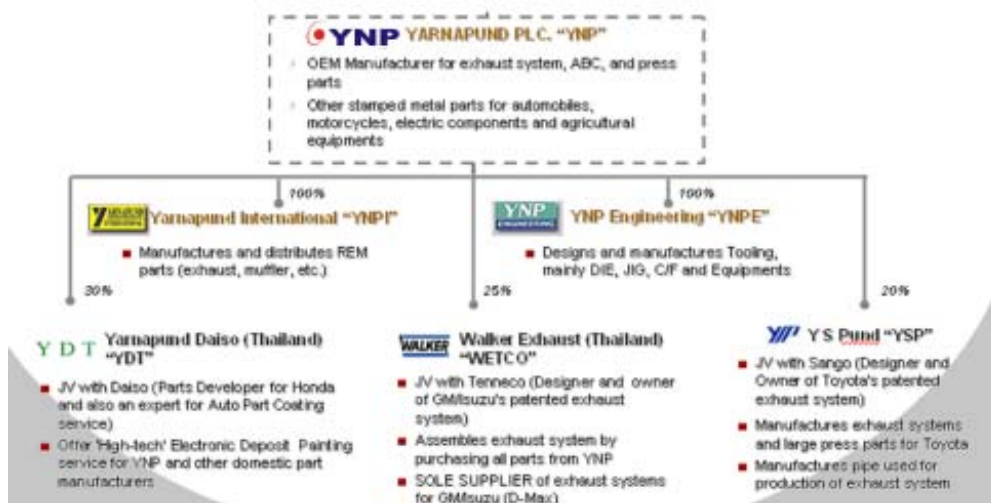 YNP YARNAPUND PLC. “YNP”
OEM Manufacturer for exhaust system, ABC, and press
parts
Other stamped metal parts for automobiles,
motorcycles, electric components and agricultural
equipments
100%
100%
Yarnapund International “YNPI”
YNP
ENGINEERING
YNP Engineering “YNPE”
Manufactures and distributes REM
parts (exhaust, muffler, etc.)
Designs and manufactures Tooling,
mainly DIE, JIG, C/F and Equipments
30%
25%
20%
Y D T Yarnapund Daiso (Thailand)
“YDT”
JV with Daiso (Parts Developer for Honda
and also an expert for Auto Part Coating
service)
Offer 'High-tech' Electronic Deposit Painting
service for YNP and other domestic part
manufacturers
WALKER Walker Exhaust (Thailand)
“WETCO”
JV with Tenneco (Designer and owner
of GM/Isuzu's patented exhaust
system)
Assembles exhaust system by
purchasing all parts from YNP
SOLE SUPPLIER of exhaust systems
for GM/Isuzu (D-Max)
Y S Pund “YSP”
JV with Sango (Designer and
Owner of Toyota's patented
exhaust system)
Manufactures exhaust systems
and large press parts for Toyota
Manufactures pipe used for
production of exhaust system